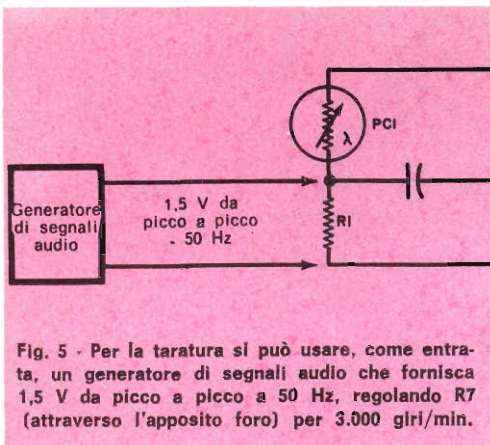 PCI
λ
Generatore
di segnali
audio
1,5 V da
picco a picco
- 50 Hz
RI
Fig. 5 - Per la taratura si può usare, come entra-
ta, un generatore di segnali audio che fornisca
1,5 V da picco a picco a 50 Hz, regolando R7
(attraverso l'apposito foro) per 3.000 giri/min.